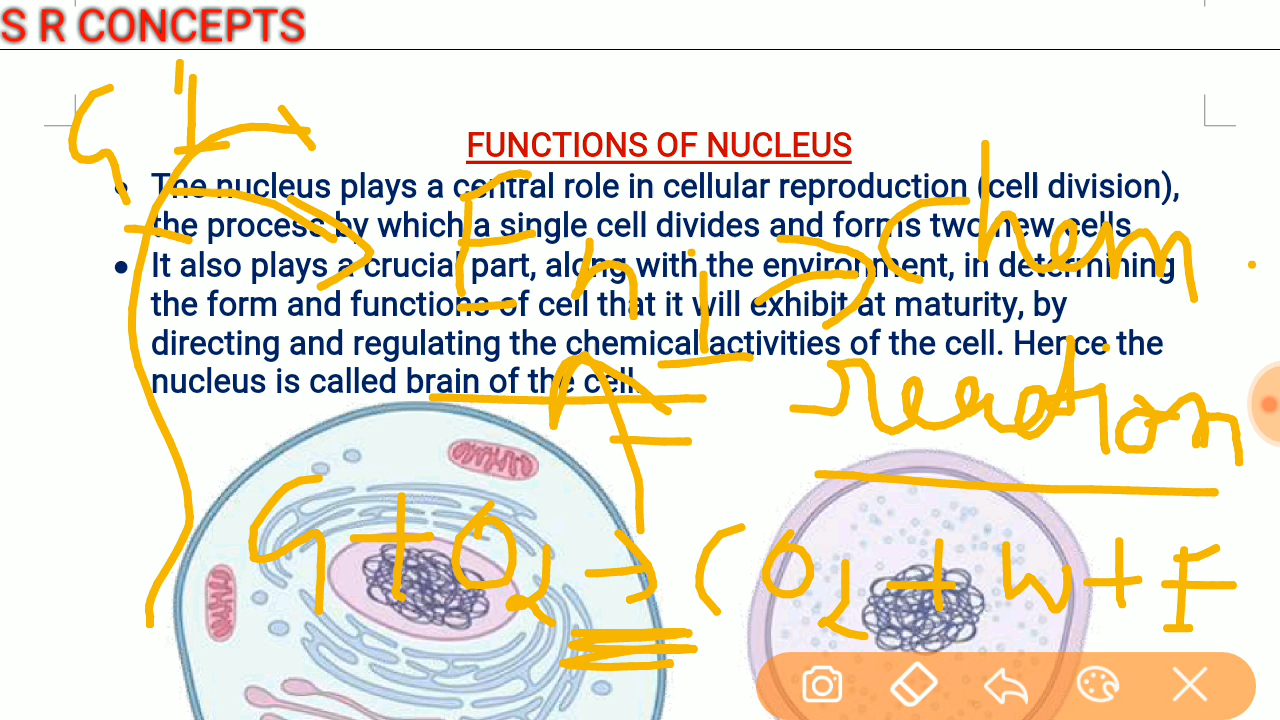 S R CONCEPTS
FUNCTIONS OF NUCLEUS
The nucleus plays a central role in cellular reproduction (cell division),
the process by which a single cell divides and forms two new cells.
It also plays a crucial part, along with the environment, in determining
the form and functions of cell that it will exhibit at maturity, by
directing and regulating the chemical activities of the cell. Hence the
nucleus is called brain of the cell.
Enj
Chem
reaction
G + O2 → CO2 + W + E